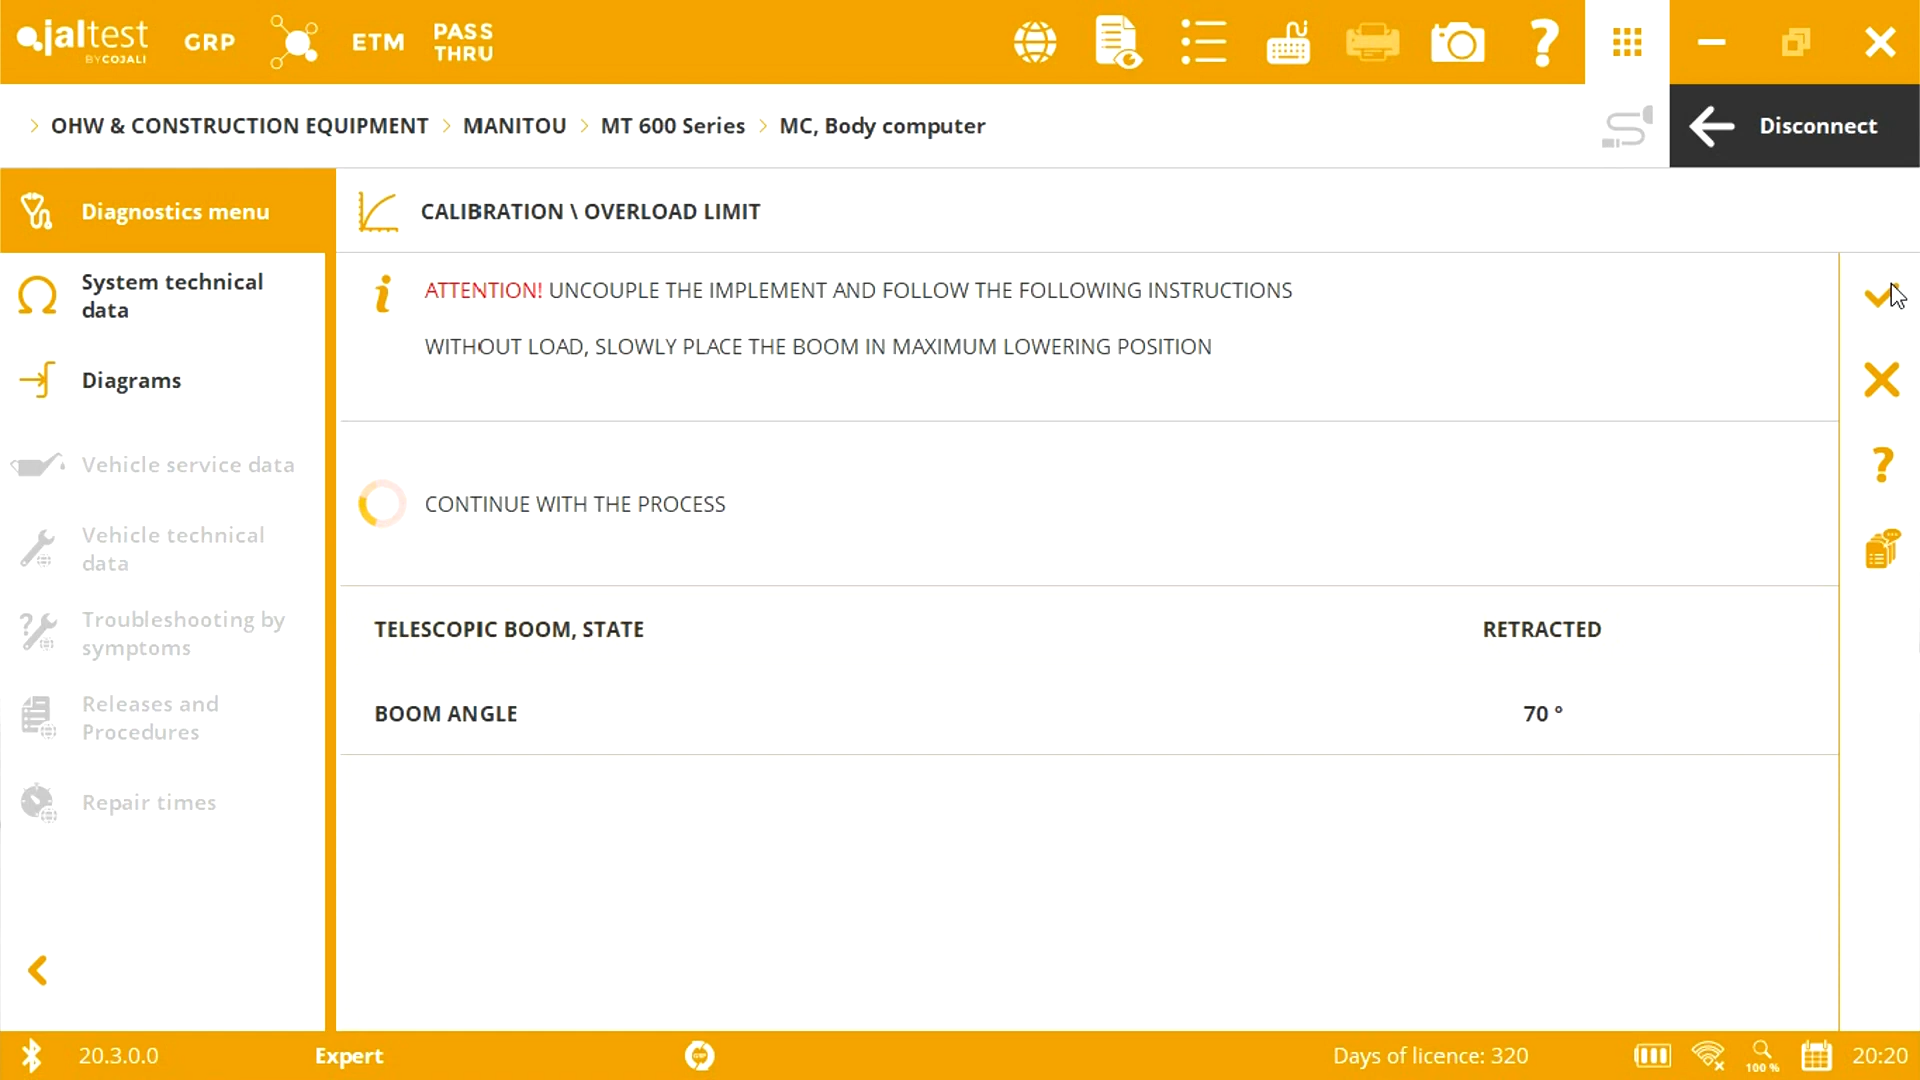 jaltest
BY COJALI
GRP
ETM
PASS
THRU
?
OHW & CONSTRUCTION EQUIPMENT > MANITOU > MT 600 Series > MC, Body computer
Disconnect
Diagnostics menu
System technical
data
Diagrams
Vehicle service data
Vehicle technical
data
Troubleshooting by
symptoms
Releases and
Procedures
Repair times
CALIBRATION \ OVERLOAD LIMIT
ATTENTION! UNCOUPLE THE IMPLEMENT AND FOLLOW THE FOLLOWING INSTRUCTIONS
WITHOUT LOAD, SLOWLY PLACE THE BOOM IN MAXIMUM LOWERING POSITION
CONTINUE WITH THE PROCESS
TELESCOPIC BOOM, STATE RETRACTED
BOOM ANGLE 70 °
?
20.3.0.0
Expert
GRP
Days of licence: 320
100 %
20:20